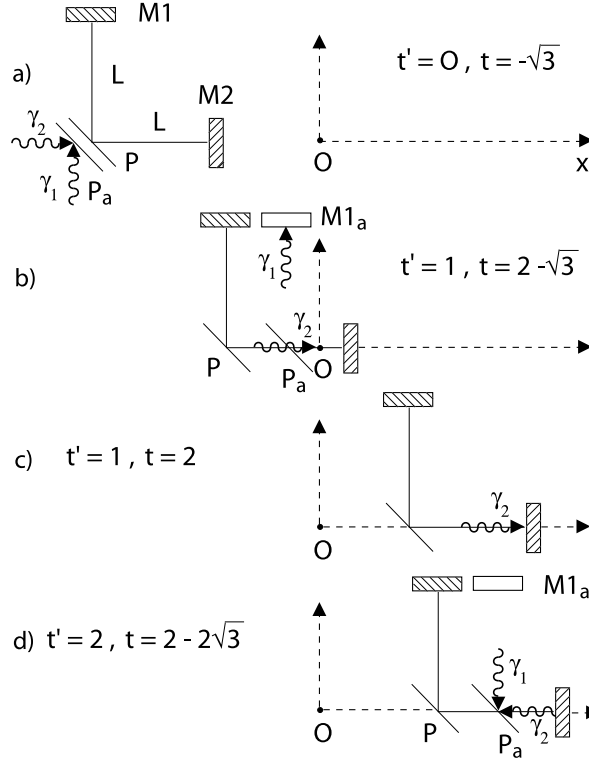 M1
a)
L
t' = O , t = -√3
M2
γ₂
L
P
γ₁
Pₐ
O
x
M1ₐ
b)
γ₁
t' = 1 , t = 2 -√3
γ₂
P
Pₐ
O
c)
t' = 1 , t = 2
γ₂
O
M1ₐ
d) t' = 2 , t = 2 - 2√3
γ₁
O
P
Pₐ
γ₂